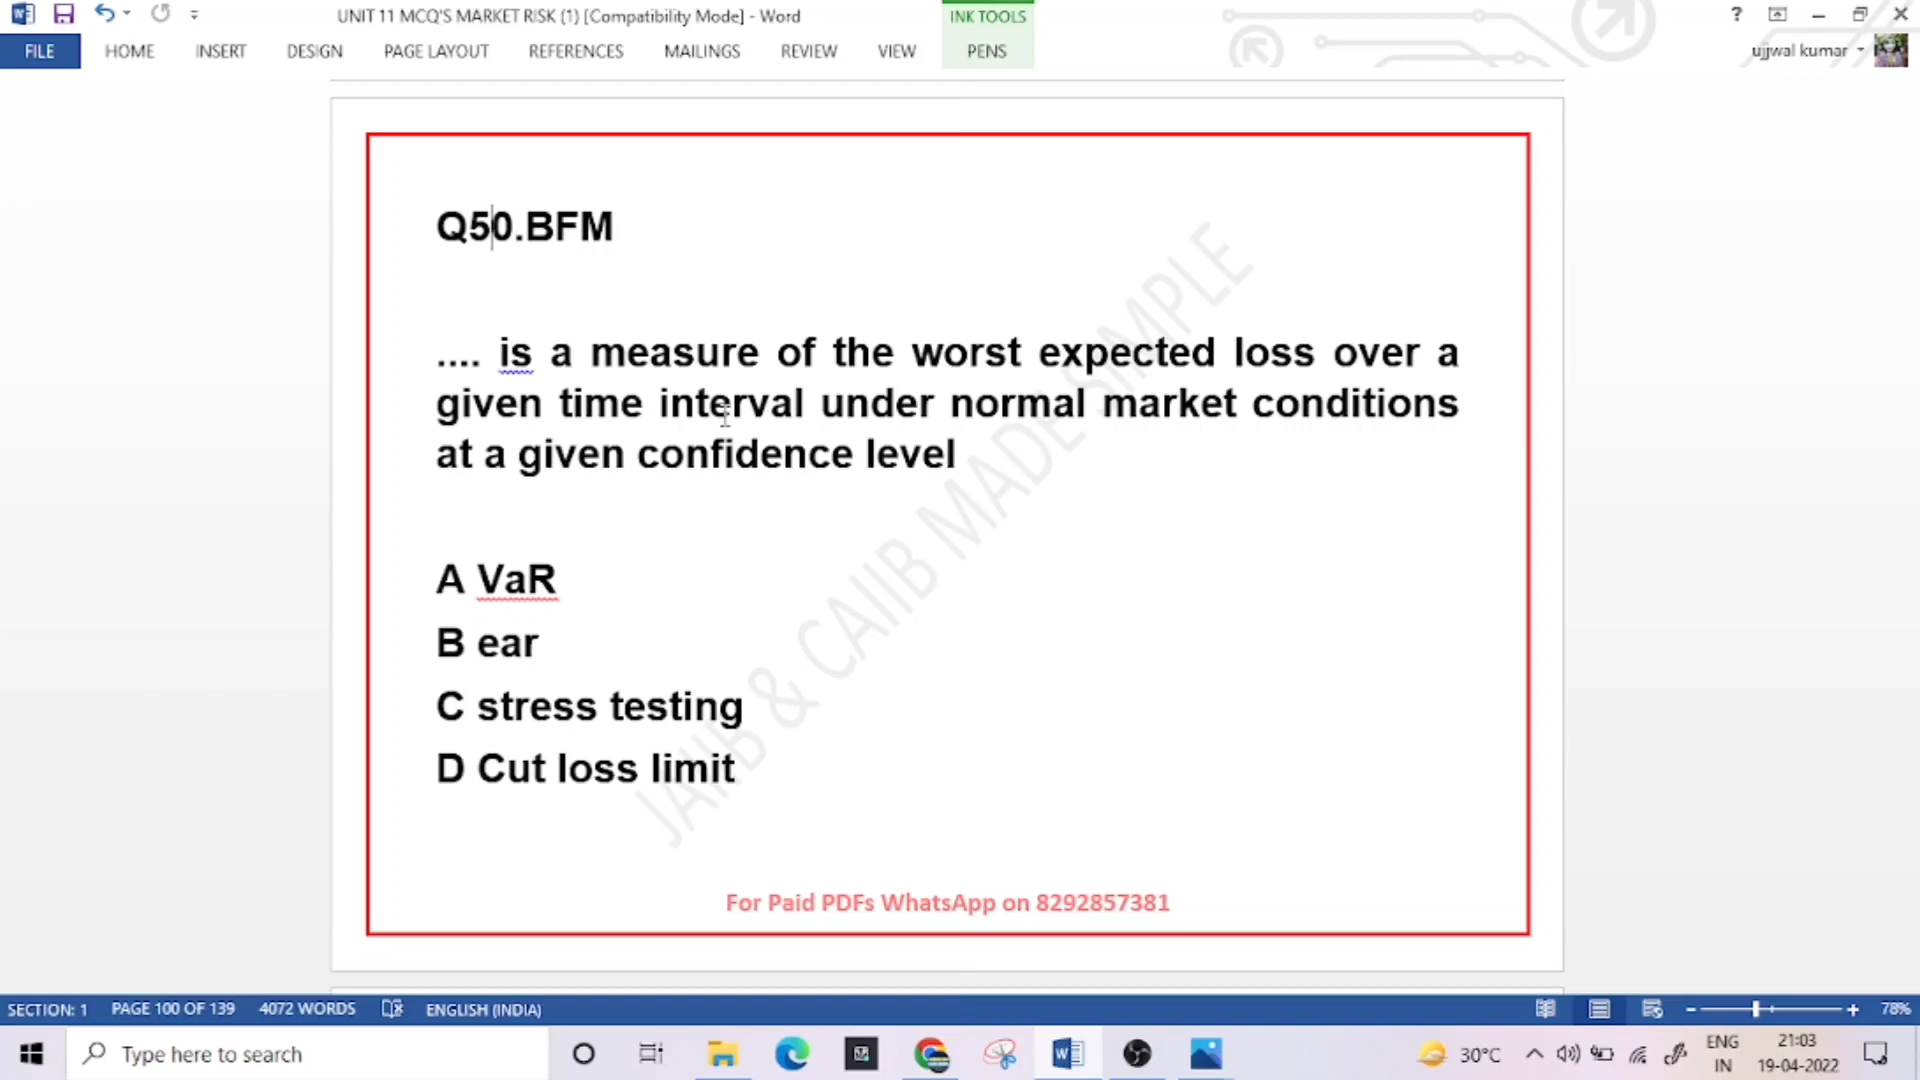 UNIT 11 MCQ'S MARKET RISK (1) [Compatibility Mode] - Word
INK TOOLS
?
FILE HOME INSERT DESIGN PAGE LAYOUT REFERENCES MAILINGS REVIEW VIEW PENS
ujjwal kumar
Q50.BFM
.... is a measure of the worst expected loss over a
given time interval under normal market conditions
at a given confidence level
A VaR
B ear
C stress testing
D Cut loss limit
JAIIB & CAIIB MADE SIMPLE
For Paid PDFs WhatsApp on 8292857381
SECTION: 1 PAGE 100 OF 139 4072 WORDS ENGLISH (INDIA)
78%
Type here to search
30°C
ENG
IN
21:03
19-04-2022